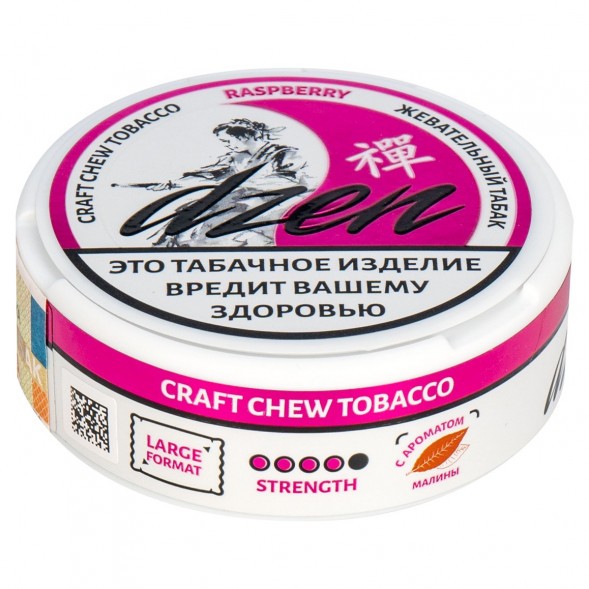 RASPBERRY
CRAFT CHEW TOBACCO
ЖЕВАТЕЛЬНЫЙ ТАБАК
禪
dzen
ЭТО ТАБАЧНОЕ ИЗДЕЛИЕ
ВРЕДИТ ВАШЕМУ
ЗДОРОВЬЮ
CRAFT CHEW TOBACCO
LARGE
FORMAT
STRENGTH
С АРОМАТОМ
МАЛИНЫ